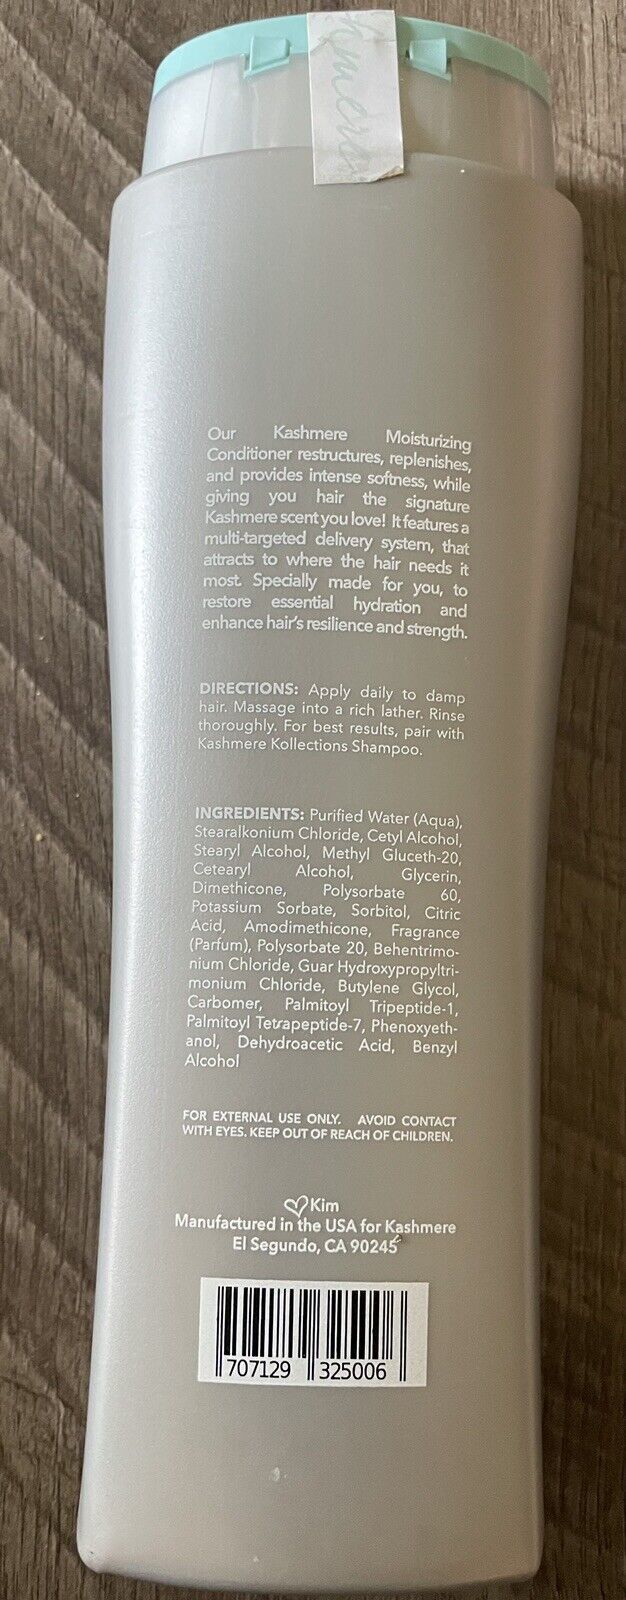 Our Kashmere Moisturizing
Conditioner restructures, replenishes,
and provides intense softness, while
giving you hair the signature
Kashmere scent you love! It features a
multi-targeted delivery system, that
attracts to where the hair needs it
most. Specially made for you, to
restore essential hydration and
enhance hair's resilience and strength.
DIRECTIONS: Apply daily to damp
hair. Massage into a rich lather. Rinse
thoroughly. For best results, pair with
Kashmere Kollections Shampoo.
INGREDIENTS: Purified Water (Aqua),
Stearalkonium Chloride, Cetyl Alcohol,
Stearyl Alcohol, Methyl Gluceth-20,
Cetearyl Alcohol, Glycerin,
Dimethicone, Polysorbate 60,
Potassium Sorbate, Sorbitol, Citric
Acid, Amodimethicone, Fragrance
(Parfum), Polysorbate 20, Behentrimo-
nium Chloride, Guar Hydroxypropyltri-
monium Chloride, Butylene Glycol,
Carbomer, Palmitoyl Tripeptide-1,
Palmitoyl Tetrapeptide-7, Phenoxyeth-
anol, Dehydroacetic Acid, Benzyl
Alcohol
FOR EXTERNAL USE ONLY. AVOID CONTACT
WITH EYES. KEEP OUT OF REACH OF CHILDREN.
Kim
Manufactured in the USA for Kashmere
El Segundo, CA 90245
707129 325006